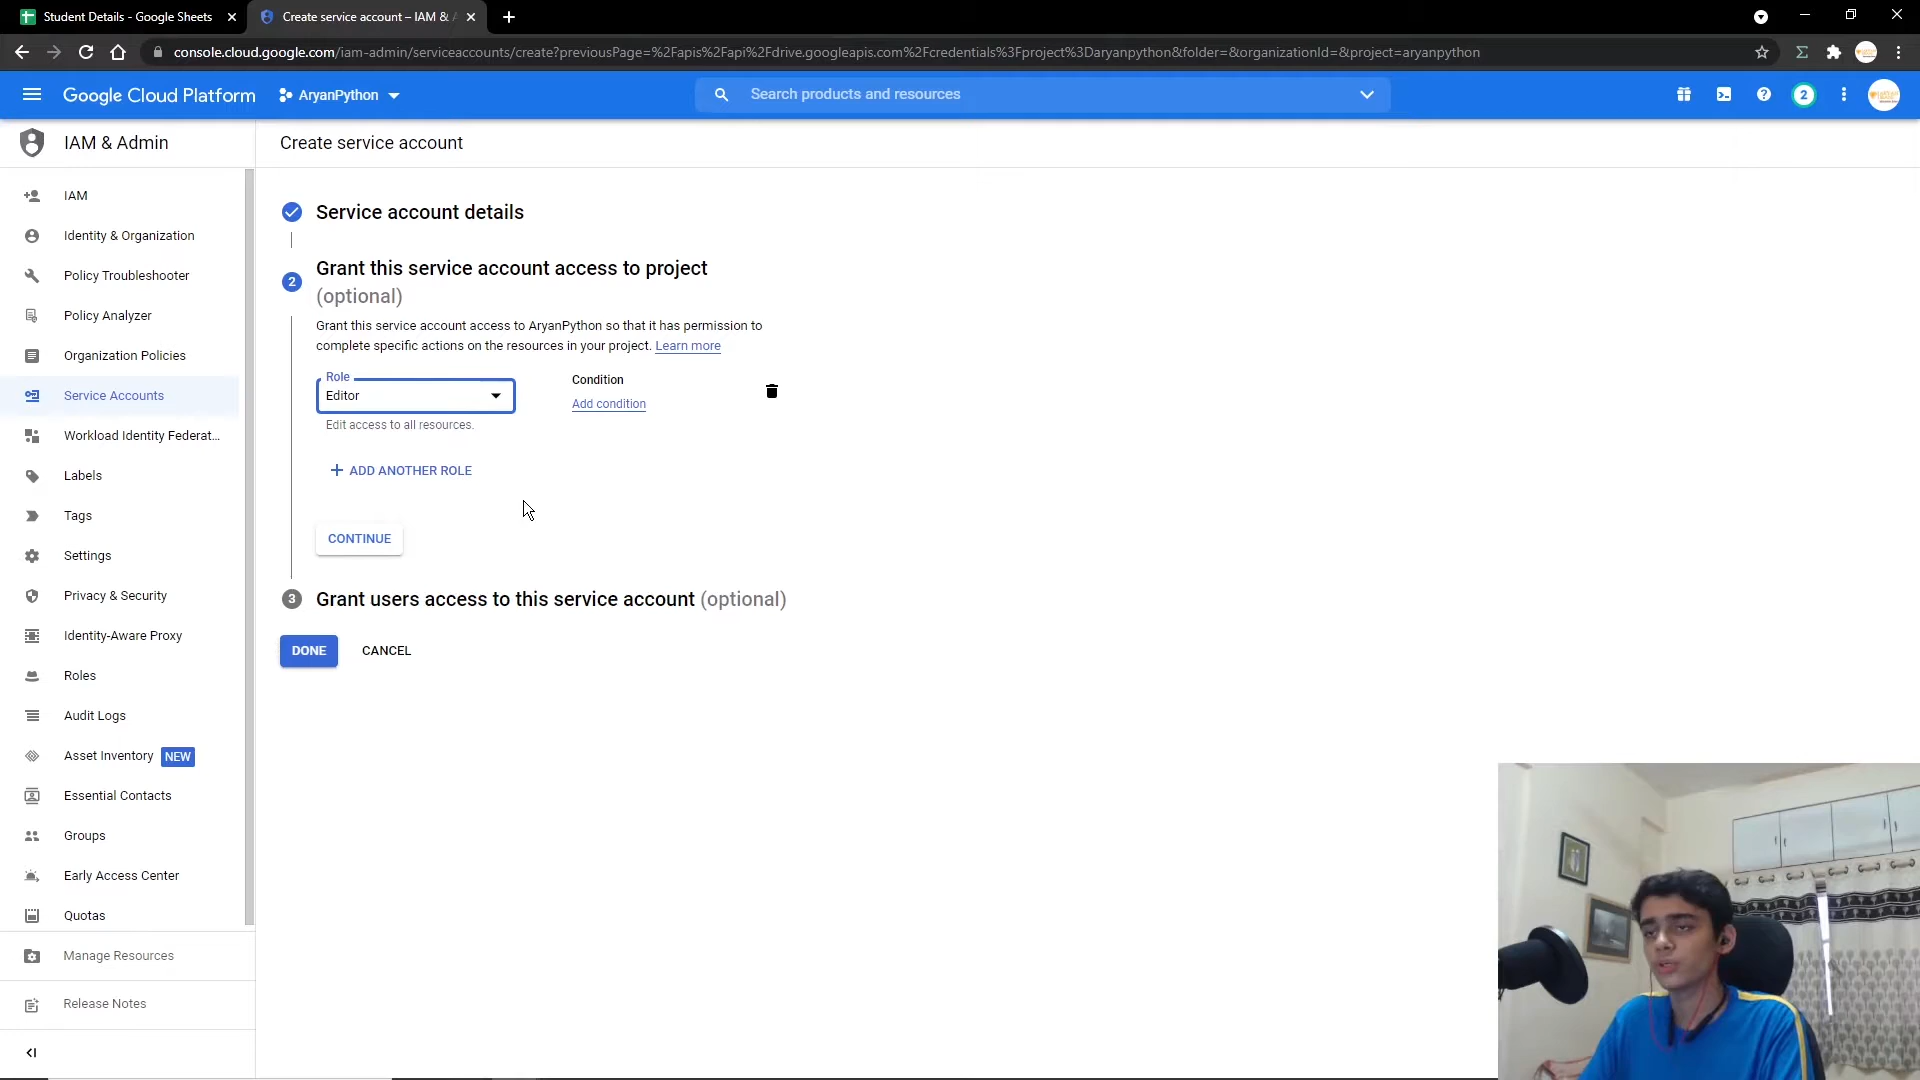 Student Details - Google Sheets
Create service account – IAM & A
console.cloud.google.com/iam-admin/serviceaccounts/create?previousPage=%2Fapis%2Fapi%2Fdrive.googleapis.com%2Fcredentials%3Fproject%3Daryanpython&folder=&organizationId=&project=aryanpython
Google Cloud Platform
AryanPython
Search products and resources
2
IAM & Admin
Create service account
IAM
Identity & Organization
Policy Troubleshooter
Policy Analyzer
Organization Policies
Service Accounts
Workload Identity Federat...
Labels
Tags
Settings
Privacy & Security
Identity-Aware Proxy
Roles
Audit Logs
Asset Inventory NEW
Essential Contacts
Groups
Early Access Center
Quotas
Manage Resources
Release Notes
Service account details
2
Grant this service account access to project
(optional)
Grant this service account access to AryanPython so that it has permission to
complete specific actions on the resources in your project. Learn more
Role
Editor
Condition
Add condition
Edit access to all resources.
+ ADD ANOTHER ROLE
CONTINUE
3 Grant users access to this service account (optional)
DONE CANCEL